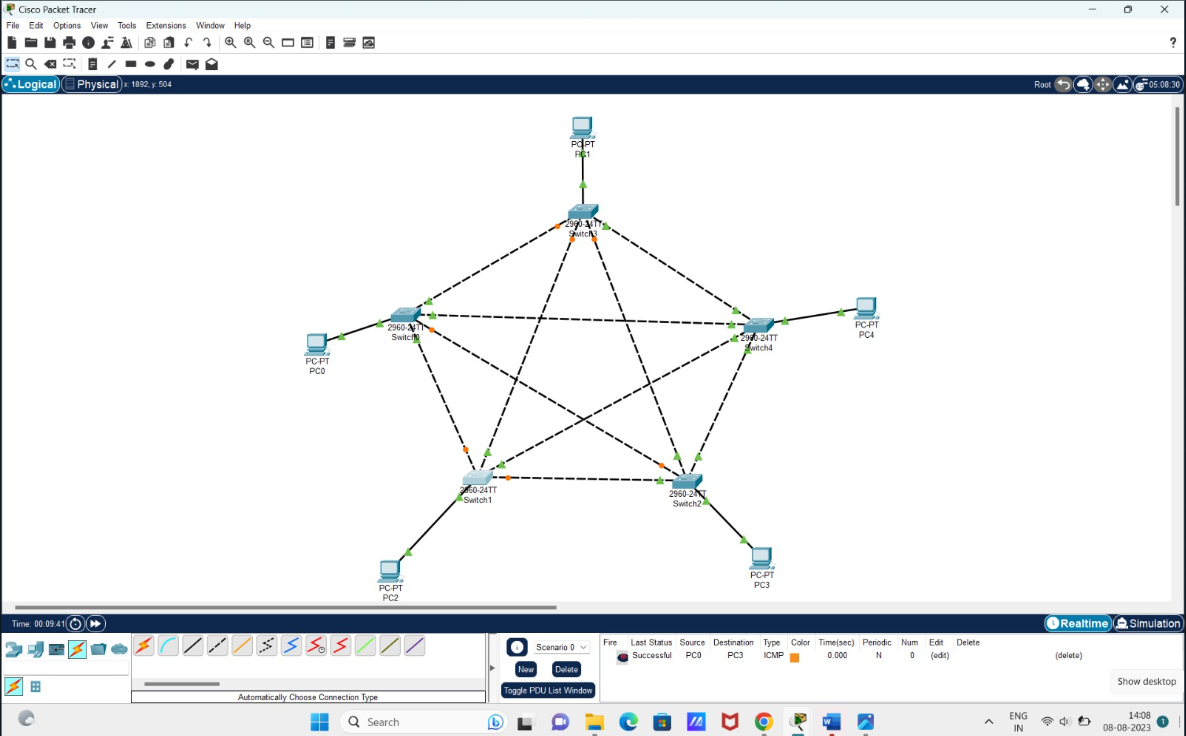 Cisco Packet Tracer
File Edit Options View Tools Extensions Window Help
?
Logical Physical x: 1892, y: 504 Root 05:08:30
PC-PT
PC1
2960-24TT
Switch3
2960-24TT
Switch0
2960-24TT
Switch4
PC-PT
PC4
PC-PT
PC0
2960-24TT
Switch1
2960-24TT
Switch2
PC-PT
PC2
PC-PT
PC3
Time: 00:09:41 Realtime Simulation
Scenario 0
New Delete
Toggle PDU List Window
Fire Last Status Source Destination Type Color Time(sec) Periodic Num Edit Delete
Successful PC0 PC3 ICMP 0.000 N 0 (edit) (delete)
Automatically Choose Connection Type
Show desktop
Search
ENG
IN
14:08
08-08-2023
1